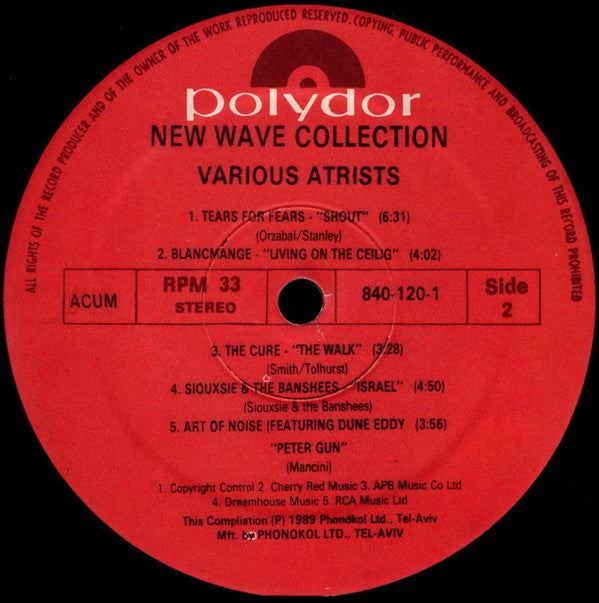 ALL RIGHTS OF THE RECORD PRODUCER AND OF THE OWNER OF THE WORK REPRODUCED RESERVED. COPYING, PUBLIC PERFORMANCE AND BROADCASTING OF THIS RECORD PROHIBITED
polydor
NEW WAVE COLLECTION
VARIOUS ATRISTS
1. TEARS FOR FEARS - "SHOUT" (6:31)
(Orzabal/Stanley)
2. BLANCMANGE - "LIVING ON THE CEILIG" (4:02)
ACUM
RPM 33
STEREO
840-120-1
Side
2
3. THE CURE - "THE WALK" (3:28)
(Smith/Tolhurst)
4. SIOUXSIE & THE BANSHEES - "ISRAEL" (4:50)
(Siouxsie & the Banshees)
5. ART OF NOISE (FEATURING DUNE EDDY (3:56)
"PETER GUN"
(Mancini)
1. Copyright Control 2. Cherry Red Music 3. APB Music Co Ltd
4. Dreamhouse Music 5. RCA Music Ltd
This Compliation (P) 1989 Phonokol Ltd., Tel-Aviv
Mft. by PHONOKOL LTD., TEL-AVIV